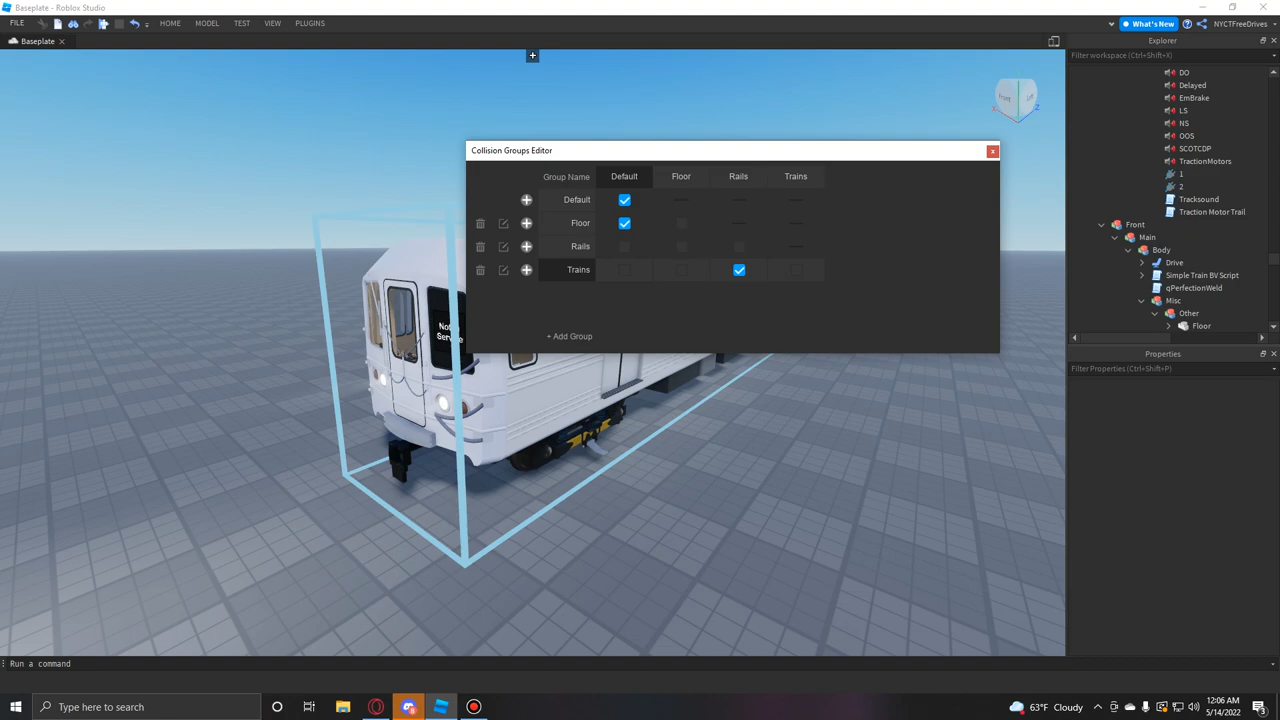 Baseplate - Roblox Studio
FILE HOME MODEL TEST VIEW PLUGINS What's New NYCTFreeDrives
Baseplate
Front Left
X Z
Collision Groups Editor
Group Name Default Floor Rails Trains
Default
Floor
Rails
Trains
+ Add Group
Explorer
Filter workspace (Ctrl+Shift+X)
DO
Delayed
EmBrake
LS
NS
OOS
SCOTCDP
TractionMotors
1
2
Tracksound
Traction Motor Trail
Front
Main
Body
Drive
Simple Train BV Script
qPerfectionWeld
Misc
Other
Floor
Properties
Filter Properties (Ctrl+Shift+P)
Run a command
Type here to search
63°F Cloudy
12:06 AM
5/14/2022
3